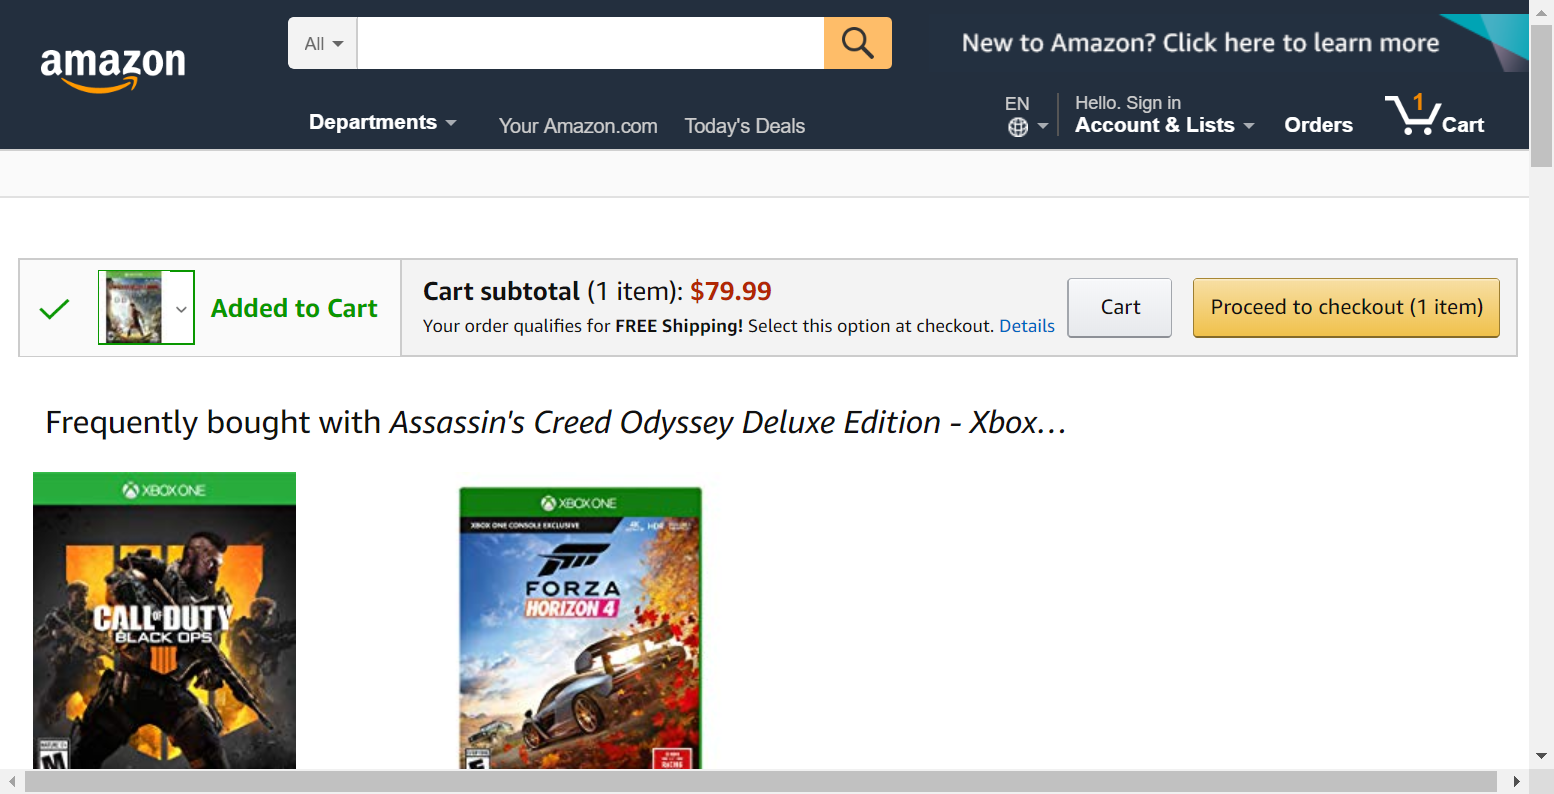 amazon
All
New to Amazon? Click here to learn more
Departments
Your Amazon.com
Today's Deals
EN
Hello. Sign in
Account & Lists
Orders
1
Cart
Added to Cart
Cart subtotal (1 item): $79.99
Your order qualifies for FREE Shipping! Select this option at checkout. Details
Cart
Proceed to checkout (1 item)
Frequently bought with Assassin's Creed Odyssey Deluxe Edition - Xbox…
XBOX ONE
CALL OF DUTY
BLACK OPS
IIII
M
XBOX ONE
XBOX ONE CONSOLE EXCLUSIVE
4K HDR
FORZA
HORIZON 4
E